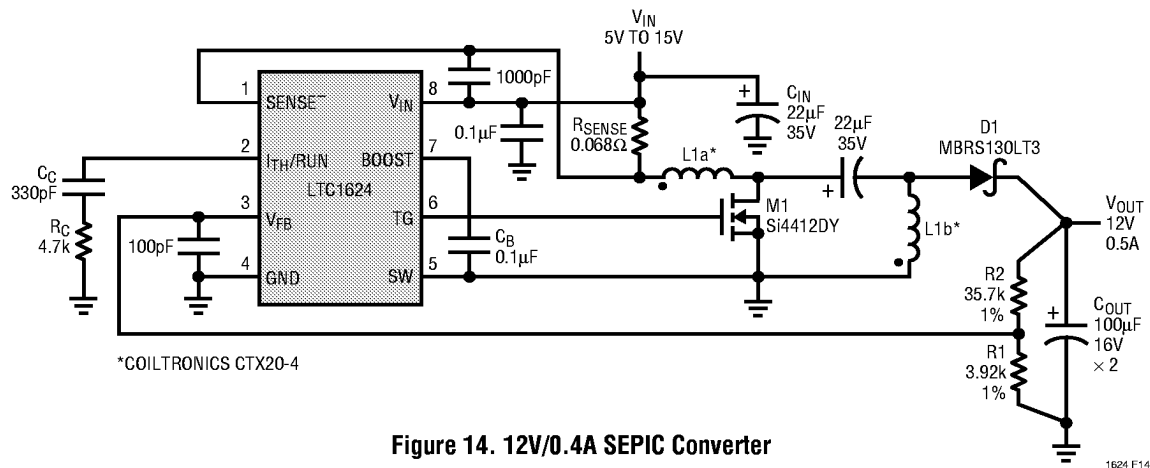 V_IN
5V TO 15V
1000pF
1
SENSE⁻
V_IN
8
0.1µF
R_SENSE
0.068Ω
+
C_IN
22µF
35V
22µF
35V
+
D1
MBRS130LT3
2
I_TH/RUN
BOOST
7
LTC1624
C_C
330pF
R_C
4.7k
L1a*
3
V_FB
TG
6
M1
Si4412DY
L1b*
V_OUT
12V
0.5A
100pF
C_B
0.1µF
4
GND
SW
5
R2
35.7k
1%
+
C_OUT
100µF
16V
× 2
R1
3.92k
1%
*COILTRONICS CTX20-4
Figure 14. 12V/0.4A SEPIC Converter
1624 F14